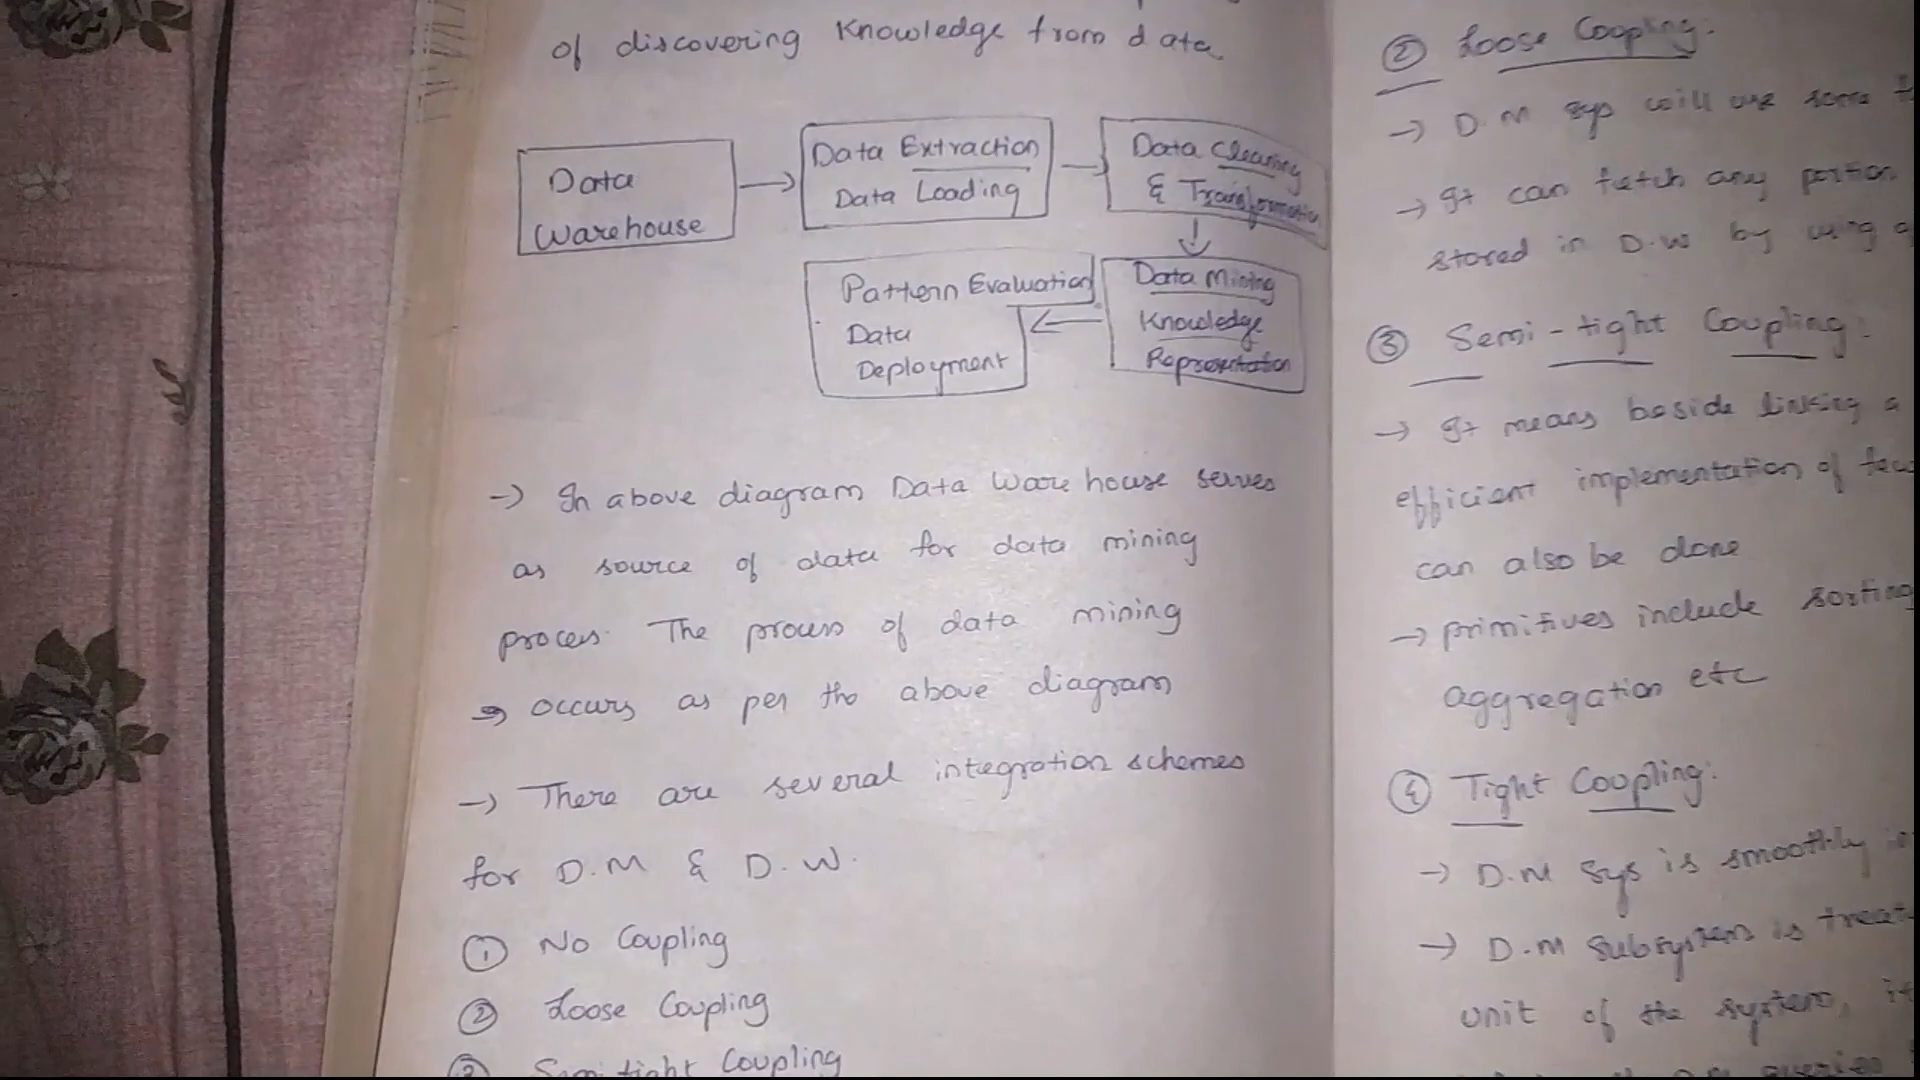 of discovering Knowledge from data
Data
Warehouse
Data Extraction
Data Loading
Data Cleaning
& Transformation
Data Mining
Knowledge
Representation
Pattern Evaluation
Data
Deployment
-> In above diagram Data Warehouse serves
as source of data for data mining
process. The process of data mining
occurs as per the above diagram
-> There are several integration schemes
for D.M & D.W.
① No Coupling
② Loose Coupling
③ Semi tight Coupling
② Loose Coupling:
-> D.M sys will use some
-> It can fetch any portion
stored in D.W by using
③ Semi-tight Coupling:
-> It means beside linking a
efficient implementation of
can also be done
-> primitives include sorting
aggregation etc
④ Tight Coupling:
-> D.M Sys is smoothly
-> D.M Subsystem is
unit of the system,